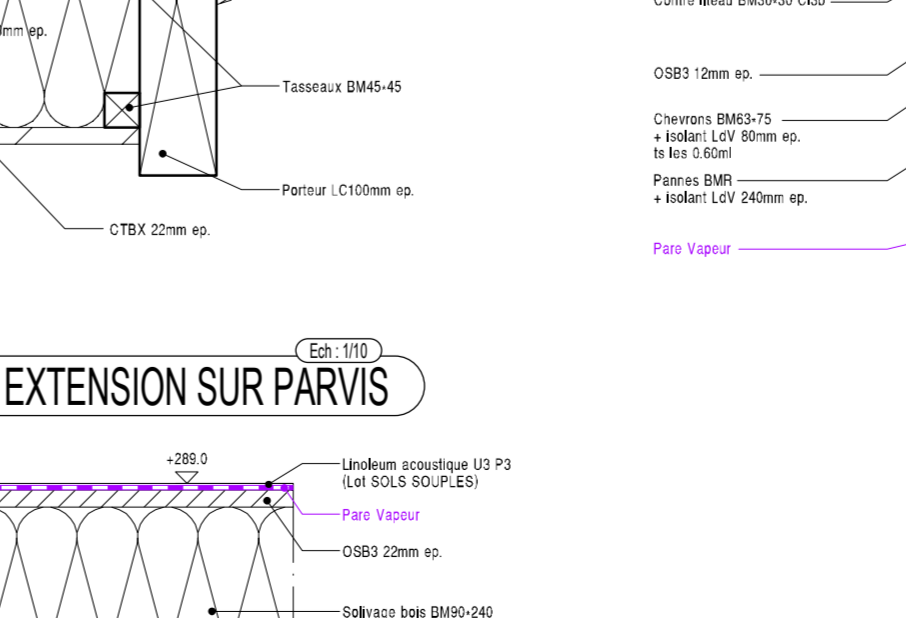 mm ep.
Tasseaux BM45*45
Porteur LC100mm ep.
CTBX 22mm ep.
OSB3 12mm ep.
Chevrons BM63*75
+ isolant LdV 80mm ep.
ts les 0.60ml
Pannes BMR
+ isolant LdV 240mm ep.
Pare Vapeur
Ech : 1/10
EXTENSION SUR PARVIS
+289.0
Linoleum acoustique U3 P3
(Lot SOLS SOUPLES)
Pare Vapeur
OSB3 22mm ep.
Solivage bois BM90*240